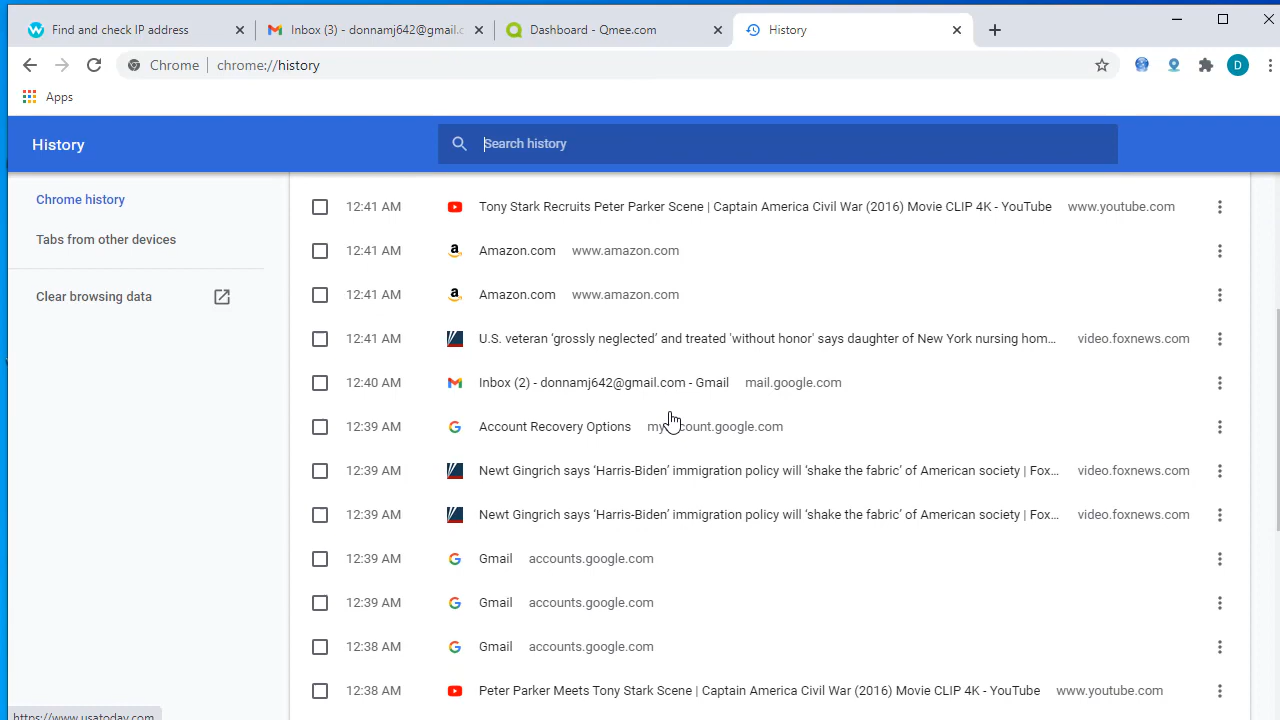 Find and check IP address
Inbox (3) - donnamj642@gmail.c
Dashboard - Qmee.com
History
Chrome
chrome://history
D
Apps
History
Search history
Chrome history
Tabs from other devices
Clear browsing data
12:41 AM Tony Stark Recruits Peter Parker Scene | Captain America Civil War (2016) Movie CLIP 4K - YouTube www.youtube.com
12:41 AM Amazon.com www.amazon.com
12:41 AM Amazon.com www.amazon.com
12:41 AM U.S. veteran ‘grossly neglected’ and treated 'without honor' says daughter of New York nursing hom... video.foxnews.com
12:40 AM Inbox (2) - donnamj642@gmail.com - Gmail mail.google.com
12:39 AM Account Recovery Options myaccount.google.com
12:39 AM Newt Gingrich says ‘Harris-Biden’ immigration policy will ‘shake the fabric’ of American society | Fox... video.foxnews.com
12:39 AM Newt Gingrich says ‘Harris-Biden’ immigration policy will ‘shake the fabric’ of American society | Fox... video.foxnews.com
12:39 AM Gmail accounts.google.com
12:39 AM Gmail accounts.google.com
12:38 AM Gmail accounts.google.com
12:38 AM Peter Parker Meets Tony Stark Scene | Captain America Civil War (2016) Movie CLIP 4K - YouTube www.youtube.com
https://www.usatoday.com